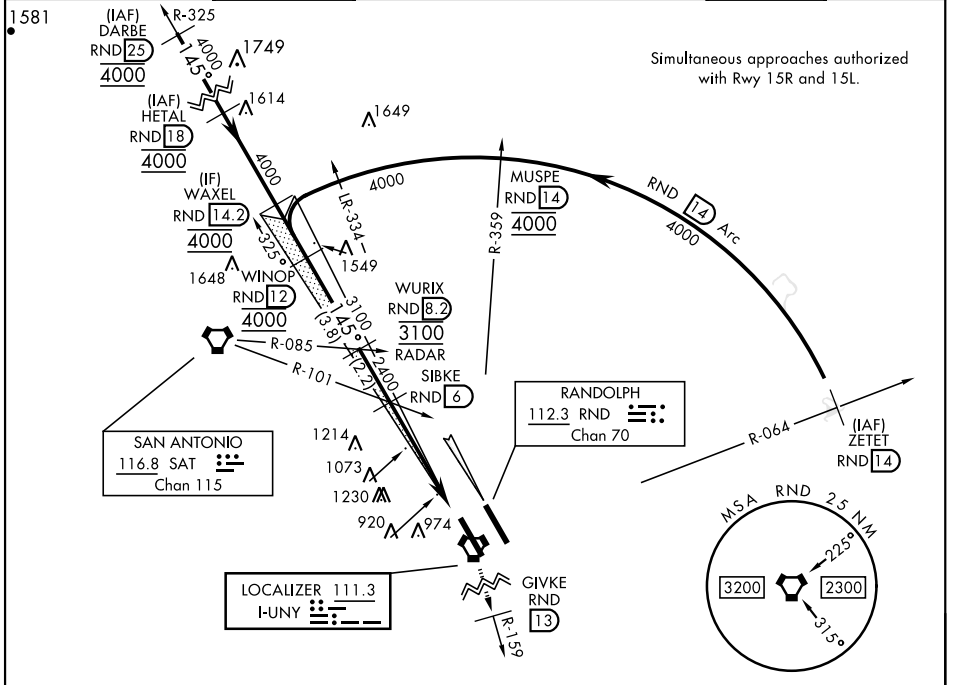 1581
(IAF)
DARBE
RND 25
4000
R-325
4000
145°
1749
Simultaneous approaches authorized
with Rwy 15R and 15L.
(IAF)
HETAL
RND 18
4000
1614
1649
4000
(IF)
WAXEL
RND 14.2
4000
325°
LR-334
4000
R-359
MUSPE
RND 14
4000
RND 14 Arc
4000
1648
1549
WINOP
RND 12
4000
3100
145°
(3.8)
WURIX
RND 8.2
3100
RADAR
R-085
R-101
2400
(2.2)
SIBKE
RND 6
RANDOLPH
112.3 RND
Chan 70
R-064
(IAF)
ZETET
RND 14
SAN ANTONIO
116.8 SAT
Chan 115
1214
1073
1230
920
974
LOCALIZER 111.3
I-UNY
GIVKE
RND
13
R-159
MSA RND 25 NM
225°
3200
2300
315°